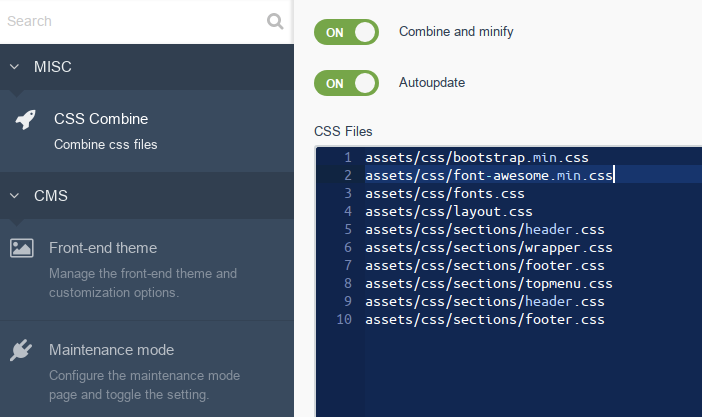 Search
MISC
CSS Combine
Combine css files
CMS
Front-end theme
Manage the front-end theme and
customization options.
Maintenance mode
Configure the maintenance mode
page and toggle the setting.
ON Combine and minify
ON Autoupdate
CSS Files
1 assets/css/bootstrap.min.css
2 assets/css/font-awesome.min.css
3 assets/css/fonts.css
4 assets/css/layout.css
5 assets/css/sections/header.css
6 assets/css/sections/wrapper.css
7 assets/css/sections/footer.css
8 assets/css/sections/topmenu.css
9 assets/css/sections/header.css
10 assets/css/sections/footer.css